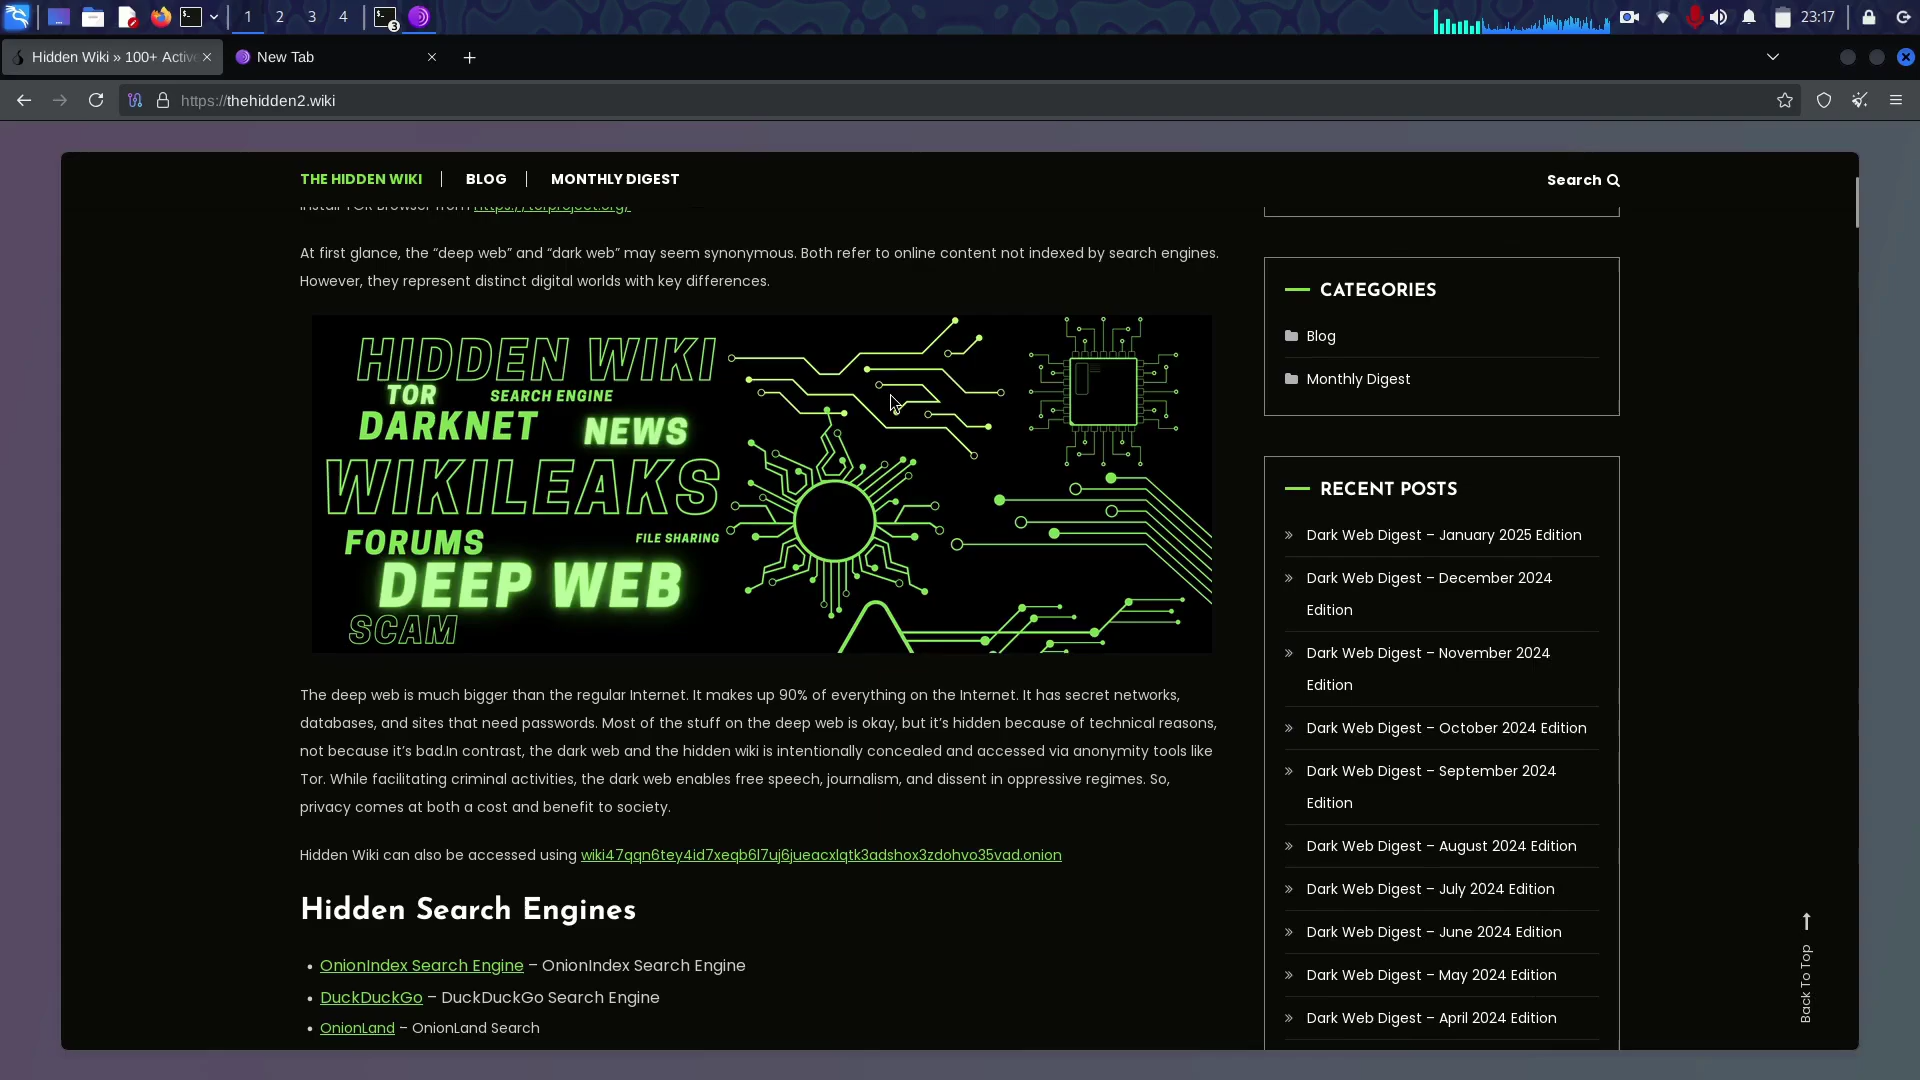 1 2 3 4 3 23:17
Hidden Wiki » 100+ Active New Tab
https://thehidden2.wiki
THE HIDDEN WIKI BLOG MONTHLY DIGEST Search
Install TOR Browser from https://torproject.org/
At first glance, the “deep web” and “dark web” may seem synonymous. Both refer to online content not indexed by search engines.
However, they represent distinct digital worlds with key differences.
HIDDEN WIKI
TOR SEARCH ENGINE
DARKNET NEWS
WIKILEAKS
FORUMS FILE SHARING
DEEP WEB
SCAM
The deep web is much bigger than the regular Internet. It makes up 90% of everything on the Internet. It has secret networks,
databases, and sites that need passwords. Most of the stuff on the deep web is okay, but it’s hidden because of technical reasons,
not because it’s bad.In contrast, the dark web and the hidden wiki is intentionally concealed and accessed via anonymity tools like
Tor. While facilitating criminal activities, the dark web enables free speech, journalism, and dissent in oppressive regimes. So,
privacy comes at both a cost and benefit to society.
Hidden Wiki can also be accessed using wiki47qqn6tey4id7xeqb6l7uj6jueacxlqtk3adshox3zdohvo35vad.onion
Hidden Search Engines
• OnionIndex Search Engine – OnionIndex Search Engine
• DuckDuckGo – DuckDuckGo Search Engine
• OnionLand – OnionLand Search
CATEGORIES
Blog
Monthly Digest
RECENT POSTS
» Dark Web Digest – January 2025 Edition
» Dark Web Digest – December 2024
Edition
» Dark Web Digest – November 2024
Edition
» Dark Web Digest – October 2024 Edition
» Dark Web Digest – September 2024
Edition
» Dark Web Digest – August 2024 Edition
» Dark Web Digest – July 2024 Edition
» Dark Web Digest – June 2024 Edition
» Dark Web Digest – May 2024 Edition
» Dark Web Digest – April 2024 Edition
Back To Top